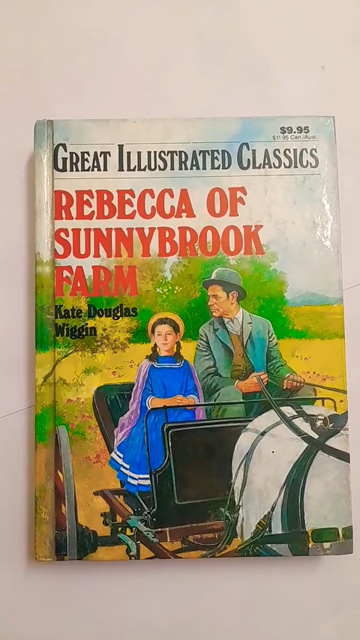 $9.95
$11.95 Can./Aust.
GREAT ILLUSTRATED CLASSICS
REBECCA OF
SUNNYBROOK
FARM
Kate Douglas
Wiggin